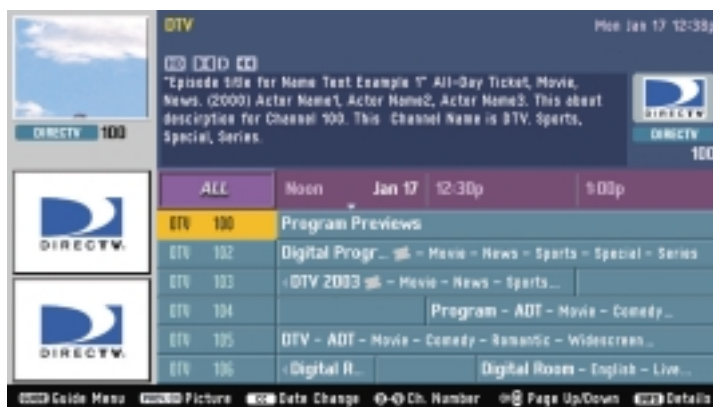 DTV
Mon Jan 17 12:38p
"Episode title for Name Text Example 1" All-Day Ticket, Movie,
News. (2000) Actor Name1, Actor Name2, Actor Name3. This about
descirption for Channel 100. This Channel Name is DTV. Sports,
Special, Series.
DIRECTV 100
DIRECTV
DIRECTV
100
ALL Noon Jan 17 12:30p 1:00p
DTV 100 Program Previews
DTV 102 Digital Progr... - Movie - News - Sports - Special - Series
DTV 103 DTV 2003 - Movie - News - Sports...
DTV 104 Program - ADT - Movie - Comedy...
DTV 105 DTV - ADT - Movie - Comedy - Romantic - Widescreen...
DTV 106 Digital R... Digital Room - English - Live...
DIRECTV.
DIRECTV.
Guide Menu Picture Date Change 0-9 Ch. Number Page Up/Down Details